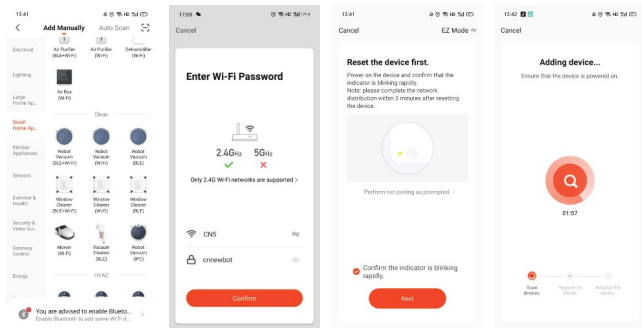 13:41
Add Manually
Auto Scan
Electrical
Lighting
Large
Home Ap...
Small
Home Ap...
Kitchen
Appliances
Sensors
Exercise &
Health
Security &
Video Sur...
Gateway
Control
Energy
Air Purifier
(BLE+Wi-Fi)
Air Purifier
(Wi-Fi)
Dehumidifier
(Wi-Fi)
Air Box
(Wi-Fi)
Clean
Robot
Vacuum
(BLE+Wi-Fi)
Robot
Vacuum
(Wi-Fi)
Robot
Vacuum
(BLE)
Window
Cleaner
(BLE+Wi-Fi)
Window
Cleaner
(Wi-Fi)
Window
Cleaner
(BLE)
Mower
(Wi-Fi)
Vacuum
Cleaner
(BLE)
Robot
Vacuum
(IPC)
HVAC
You are advised to enable Blueto...
Enable Bluetooth to add some Wi-Fi d...
17:09
Cancel
Enter Wi-Fi Password
2.4GHz
5GHz
Only 2.4G Wi-Fi networks are supported >
CN5
cnnewbot
Confirm
13:41
Cancel
EZ Mode
Reset the device first.
Power on the device and confirm that the
indicator is blinking rapidly.
Note: please complete the network
distribution within 3 minutes after resetting
the device.
Perform net pairing as prompted. >
Confirm the indicator is blinking
rapidly.
Next
13:42
Cancel
Adding device...
Ensure that the device is powered on.
01:57
Scan
devices.
Register on
Cloud.
Initialize the
device.